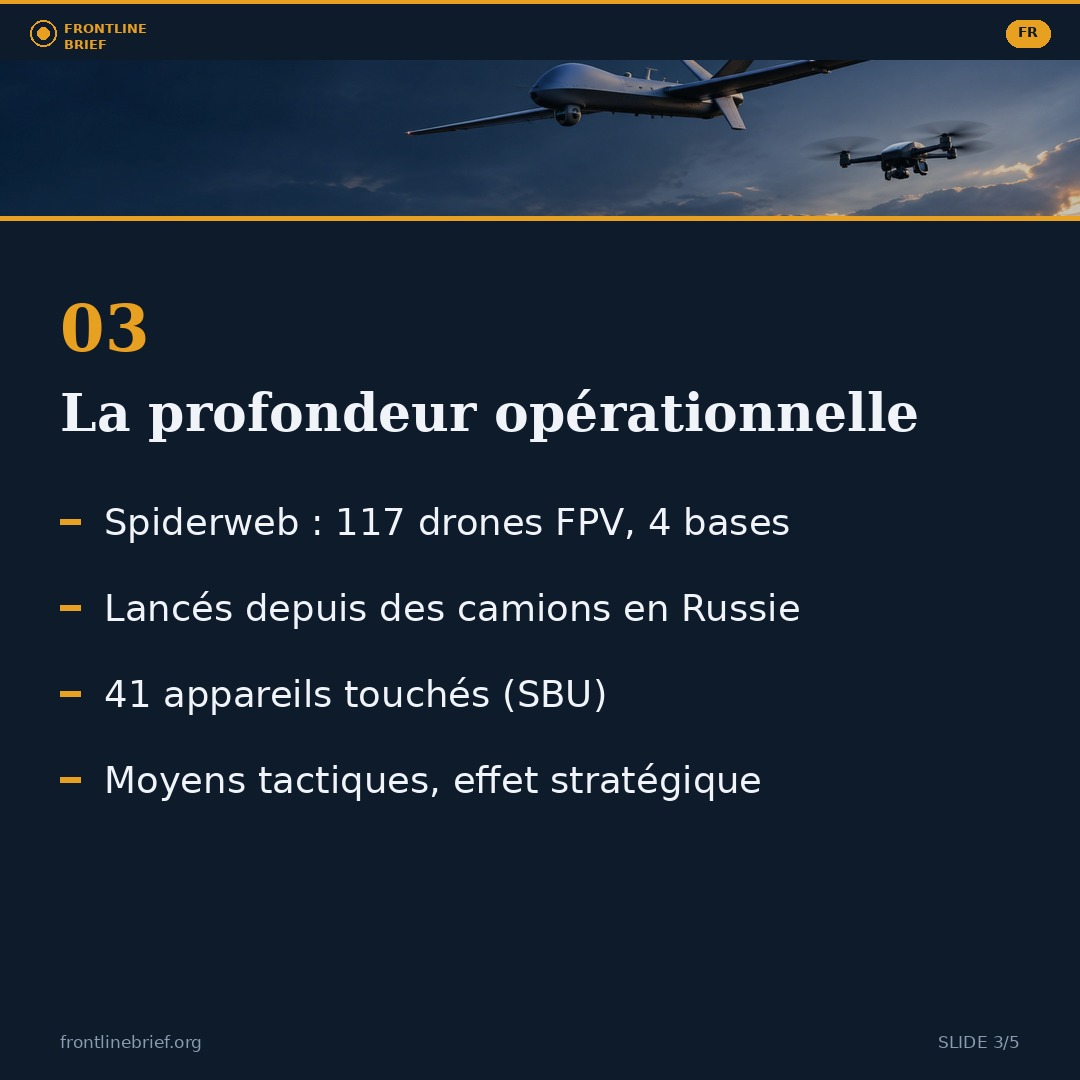 FRONTLINE
BRIEF
FR
03
La profondeur opérationnelle
Spiderweb : 117 drones FPV, 4 bases
Lancés depuis des camions en Russie
41 appareils touchés (SBU)
Moyens tactiques, effet stratégique
frontlinebrief.org
SLIDE 3/5